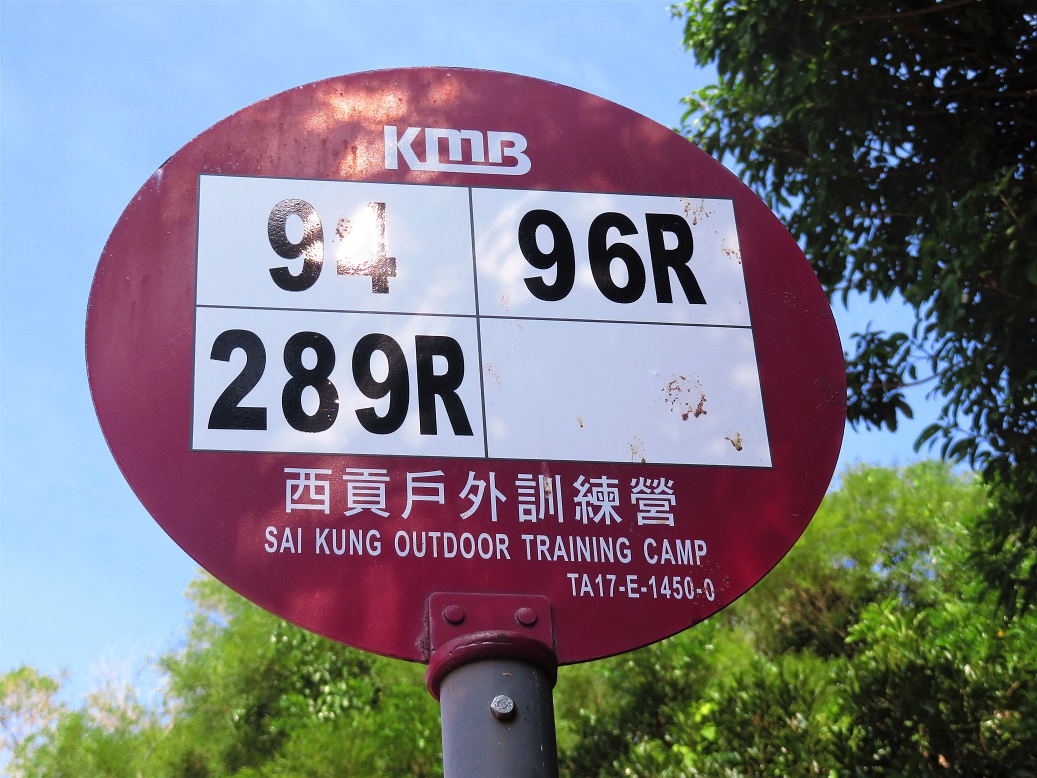 KMB
94 96R
289R
西貢戶外訓練營
SAI KUNG OUTDOOR TRAINING CAMP
TA17-E-1450-0